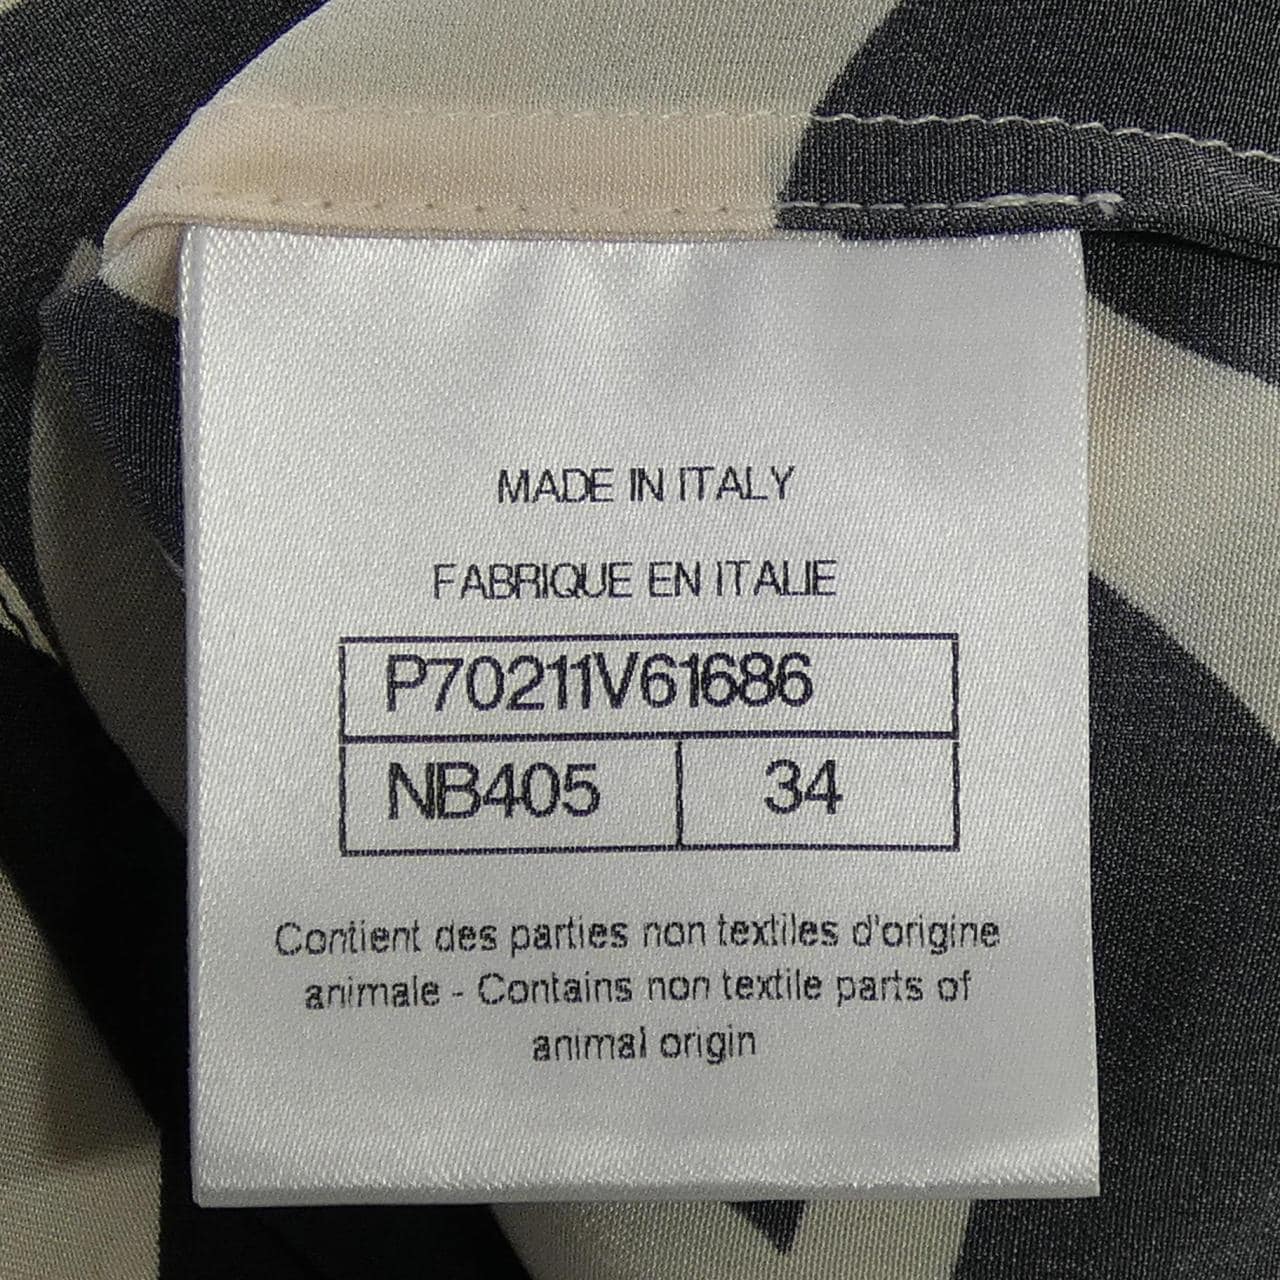 MADE IN ITALY
FABRIQUE EN ITALIE
P70211V61686
NB405 34
Contient des parties non textiles d'origine
animale - Contains non textile parts of
animal origin